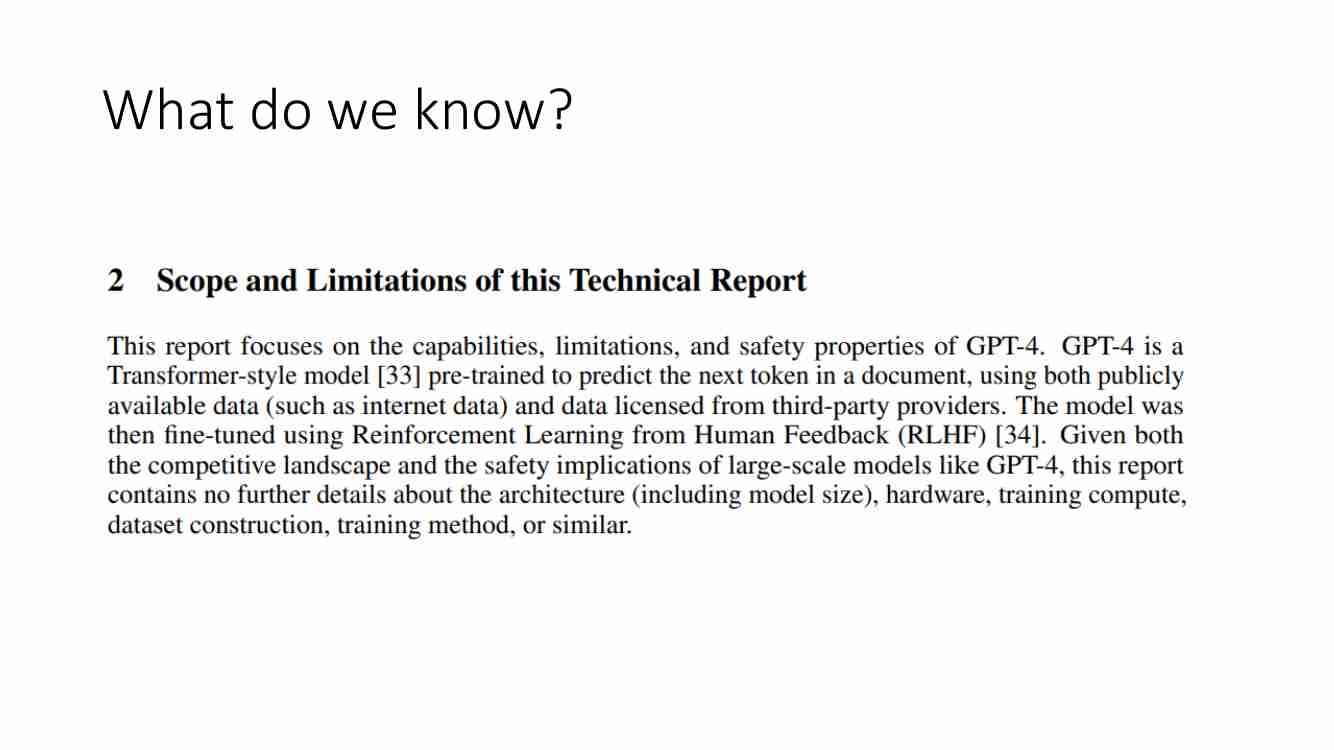 What do we know?
2 Scope and Limitations of this Technical Report
This report focuses on the capabilities, limitations, and safety properties of GPT-4. GPT-4 is a
Transformer-style model [33] pre-trained to predict the next token in a document, using both publicly
available data (such as internet data) and data licensed from third-party providers. The model was
then fine-tuned using Reinforcement Learning from Human Feedback (RLHF) [34]. Given both
the competitive landscape and the safety implications of large-scale models like GPT-4, this report
contains no further details about the architecture (including model size), hardware, training compute,
dataset construction, training method, or similar.